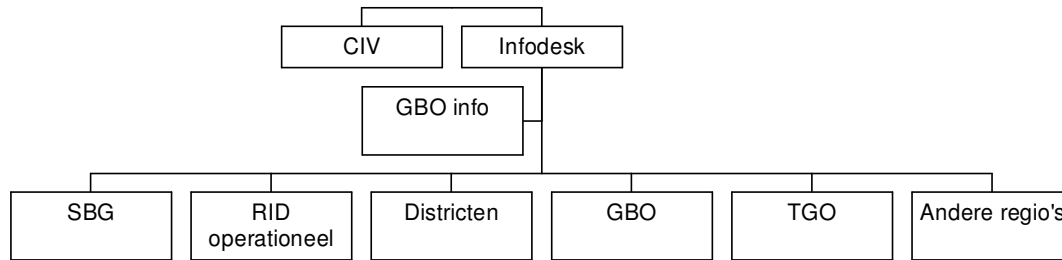 CIV
Infodesk
GBO info
SBG
RID
operationeel
Districten
GBO
TGO
Andere regio's